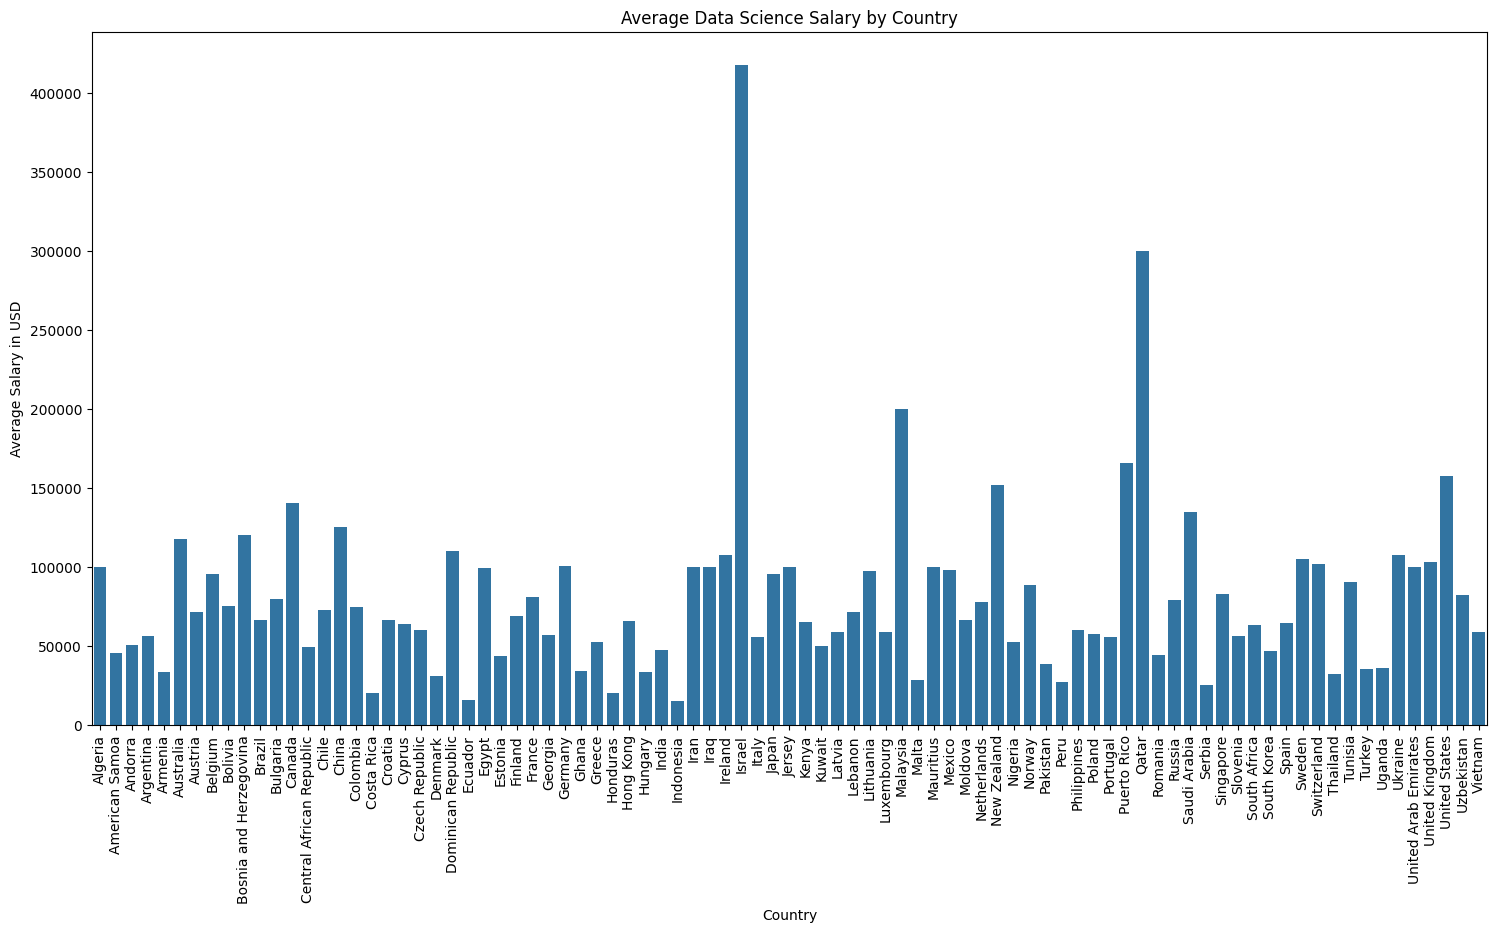 Average Data Science Salary by Country
Average Salary in USD
400000
350000
300000
250000
200000
150000
100000
50000
0
Algeria
American Samoa
Andorra
Argentina
Armenia
Australia
Austria
Belgium
Bolivia
Bosnia and Herzegovina
Brazil
Bulgaria
Canada
Central African Republic
Chile
China
Colombia
Costa Rica
Croatia
Cyprus
Czech Republic
Denmark
Dominican Republic
Ecuador
Egypt
Estonia
Finland
France
Georgia
Germany
Ghana
Greece
Honduras
Hong Kong
Hungary
India
Indonesia
Iran
Iraq
Ireland
Israel
Italy
Japan
Jersey
Kenya
Kuwait
Latvia
Lebanon
Lithuania
Luxembourg
Malaysia
Malta
Mauritius
Mexico
Moldova
Netherlands
New Zealand
Nigeria
Norway
Pakistan
Peru
Philippines
Poland
Portugal
Puerto Rico
Qatar
Romania
Russia
Saudi Arabia
Serbia
Singapore
Slovenia
South Africa
South Korea
Spain
Sweden
Switzerland
Thailand
Tunisia
Turkey
Uganda
Ukraine
United Arab Emirates
United Kingdom
United States
Uzbekistan
Vietnam
Country